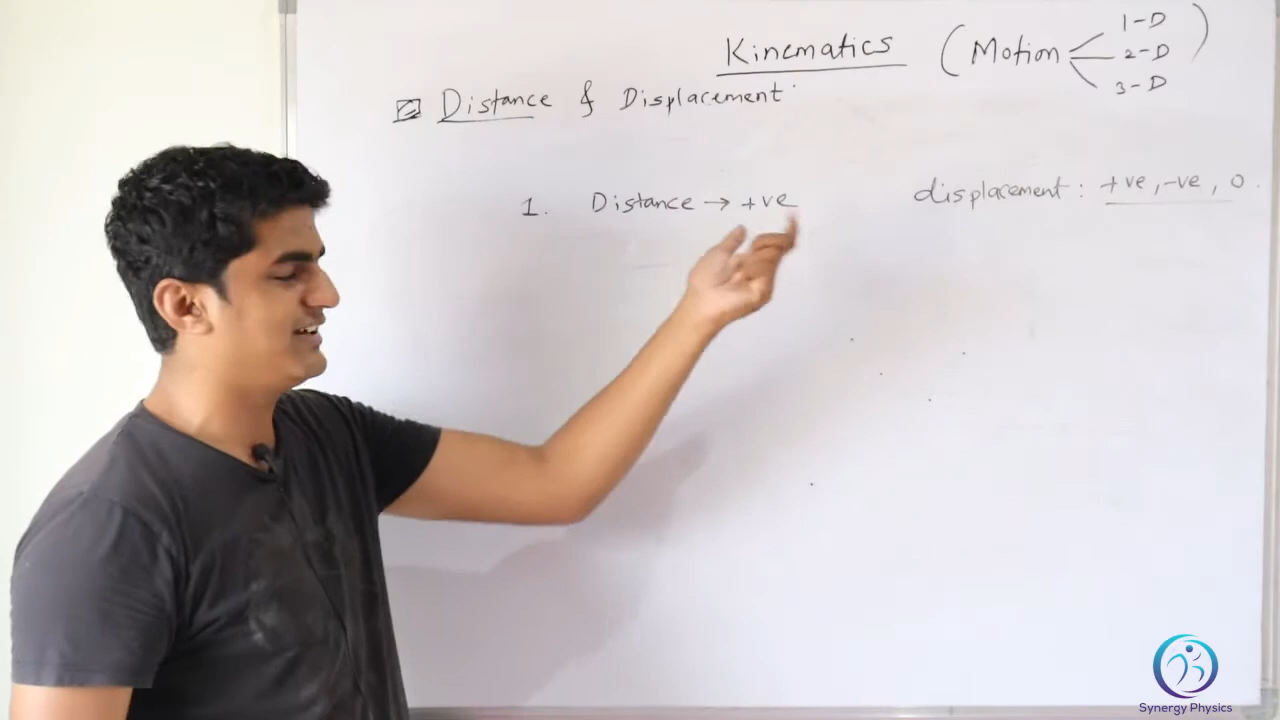 Kinematics (Motion 1-D 2-D 3-D)
Distance & Displacement
1. Distance → +ve displacement: +ve, -ve, 0.
Synergy Physics